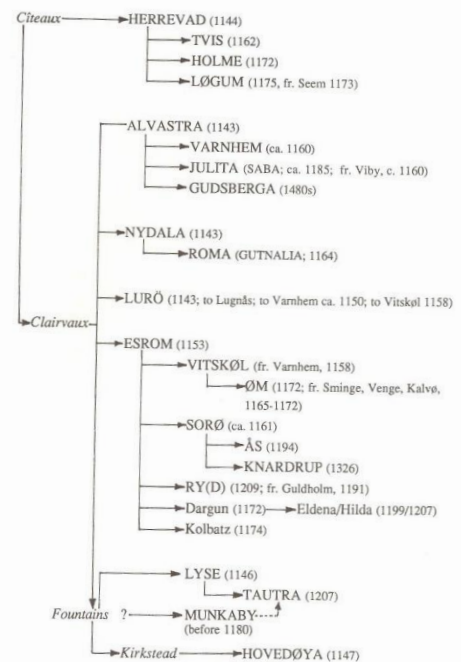 Cîteaux HERREVAD (1144)
TVIS (1162)
HOLME (1172)
LØGUM (1175, fr. Seem 1173)
ALVASTRA (1143)
VARNHEM (ca. 1160)
JULITA (SABA; ca. 1185; fr. Viby, c. 1160)
GUDSBERGA (1480s)
NYDALA (1143)
ROMA (GUTNALIA; 1164)
LURÖ (1143; to Lugnås; to Varnhem ca. 1150; to Vitskøl 1158)
Clairvaux
ESROM (1153)
VITSKØL (fr. Varnhem, 1158)
ØM (1172; fr. Sminge, Venge, Kalvø,
1165-1172)
SORØ (ca. 1161)
ÅS (1194)
KNARDRUP (1326)
RY(D) (1209; fr. Guldholm, 1191)
Dargun (1172) Eldena/Hilda (1199/1207)
Kolbatz (1174)
LYSE (1146)
TAUTRA (1207)
Fountains ? MUNKABY
(before 1180)
Kirkstead HOVEDØYA (1147)